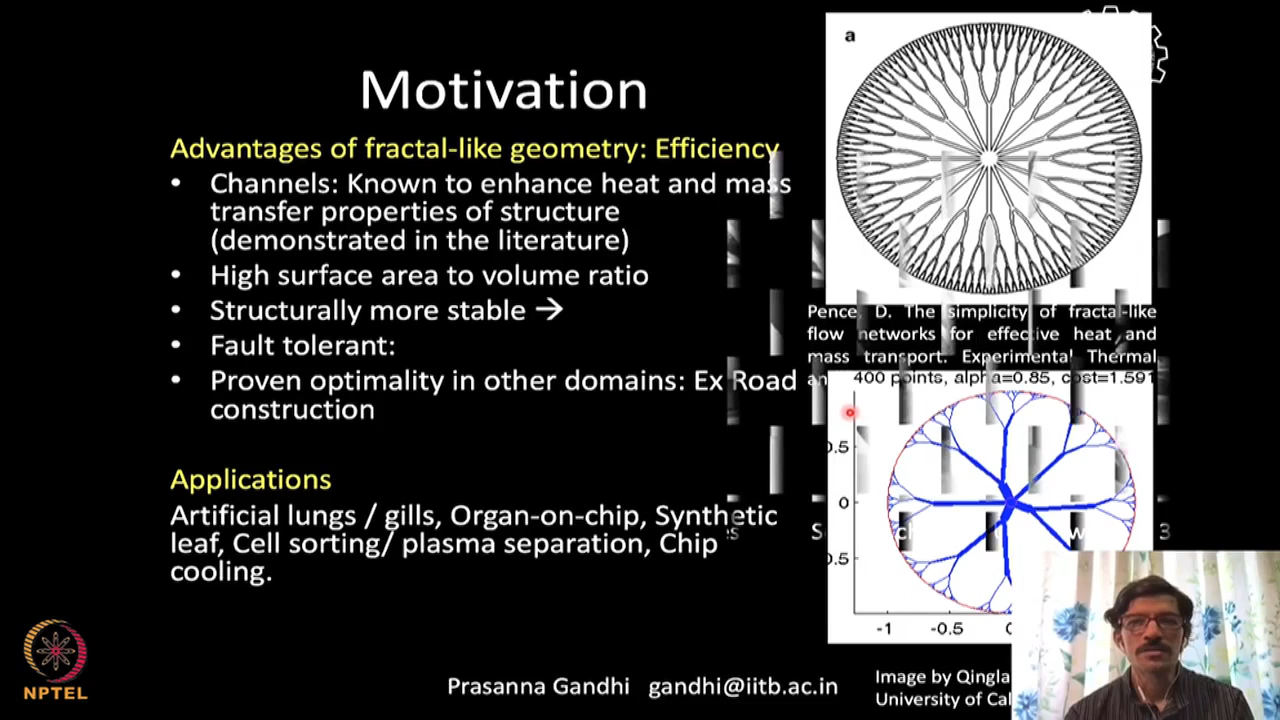 Motivation
Advantages of fractal-like geometry: Efficiency
• Channels: Known to enhance heat and mass
transfer properties of structure
(demonstrated in the literature)
• High surface area to volume ratio
• Structurally more stable →
• Fault tolerant:
• Proven optimality in other domains: Ex Road
construction
Applications
Artificial lungs / gills, Organ-on-chip, Synthetic
leaf, Cell sorting/ plasma separation, Chip
cooling.
a
Pence, D. The simplicity of fractal-like
flow networks for effective heat and
mass transport. Experimental Thermal
400 points, alpha=0.85, cost=1.591
0.5
0
0.5
-1 -0.5
Image by
University of
Prasanna Gandhi gandhi@iitb.ac.in
NPTEL